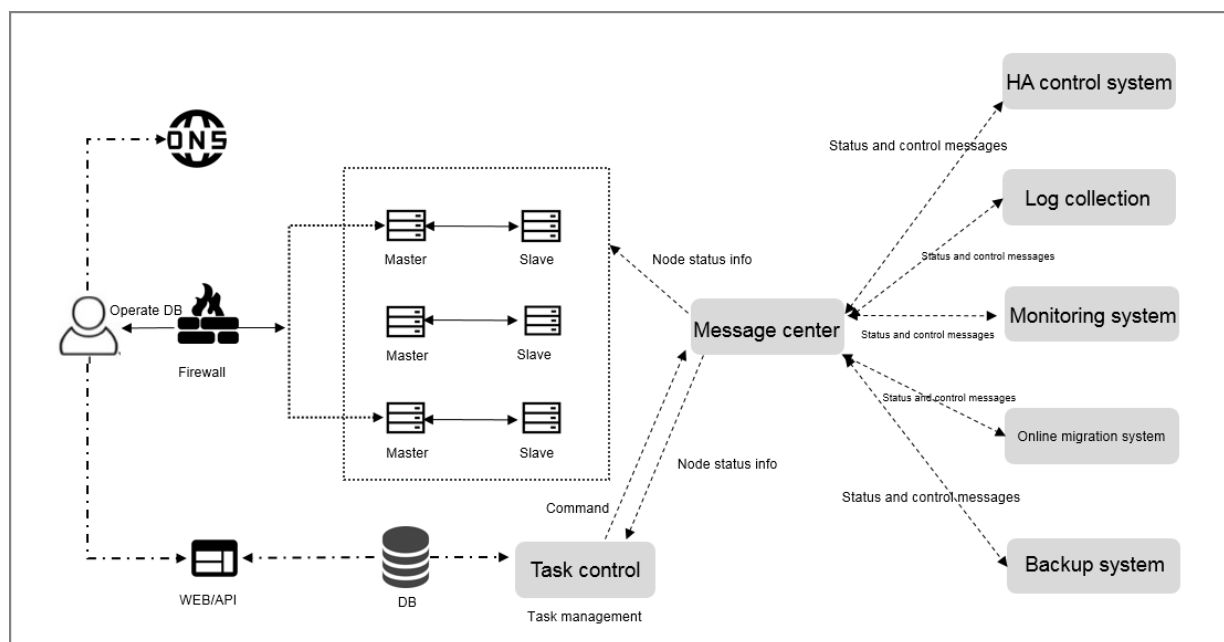 HA control system
DNS
Status and control messages
Log collection
Node status info
Status and control messages
Master
Slave
Operate DB
Message center
Monitoring system
Status and control messages
Master
Slave
Firewall
Status and control messages
Online migration system
Master
Slave
Node status info
Status and control messages
Command
Task control
Backup system
WEB/API
DB
Task management